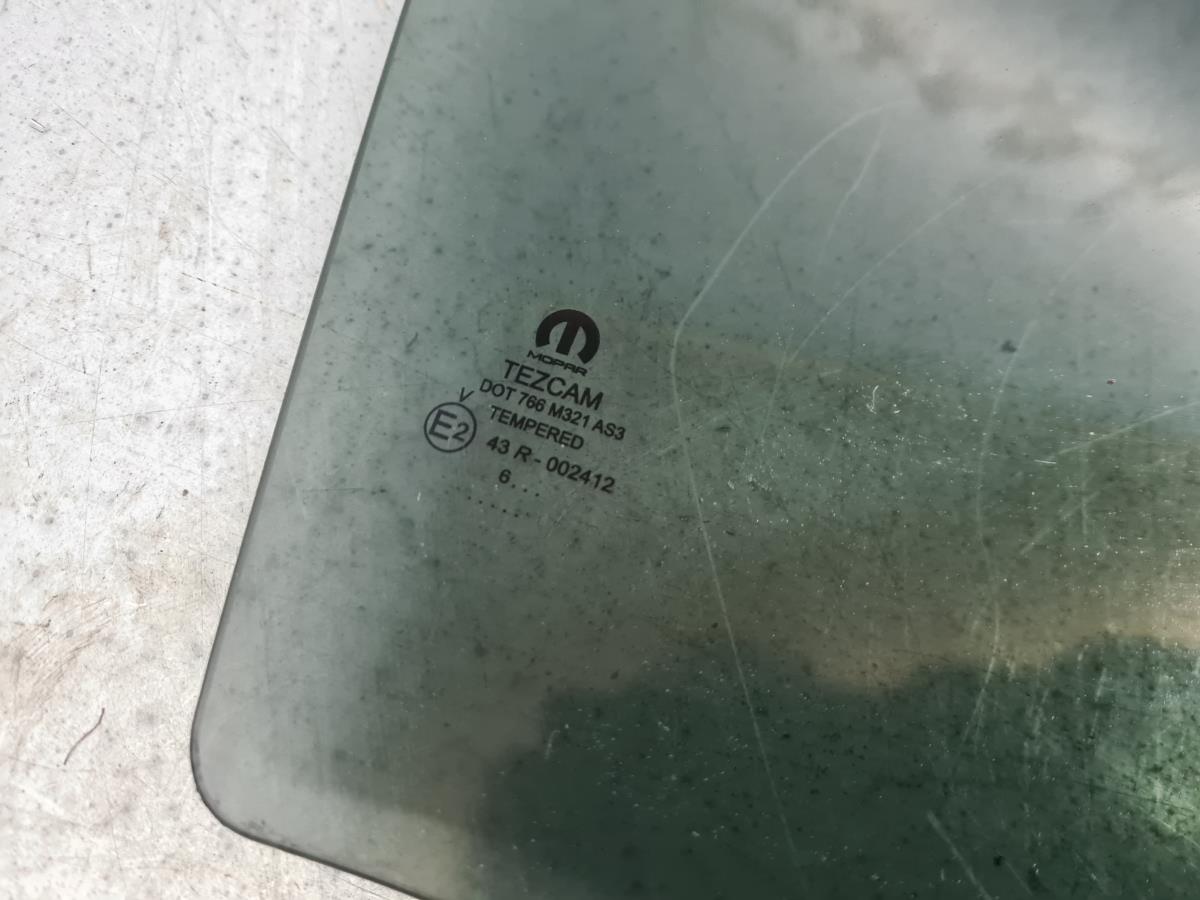 MOPAR
TEZCAM
DOT 766 M321 AS3
V
TEMPERED
E2
43 R - 002412
6 . . .
. . . . . .